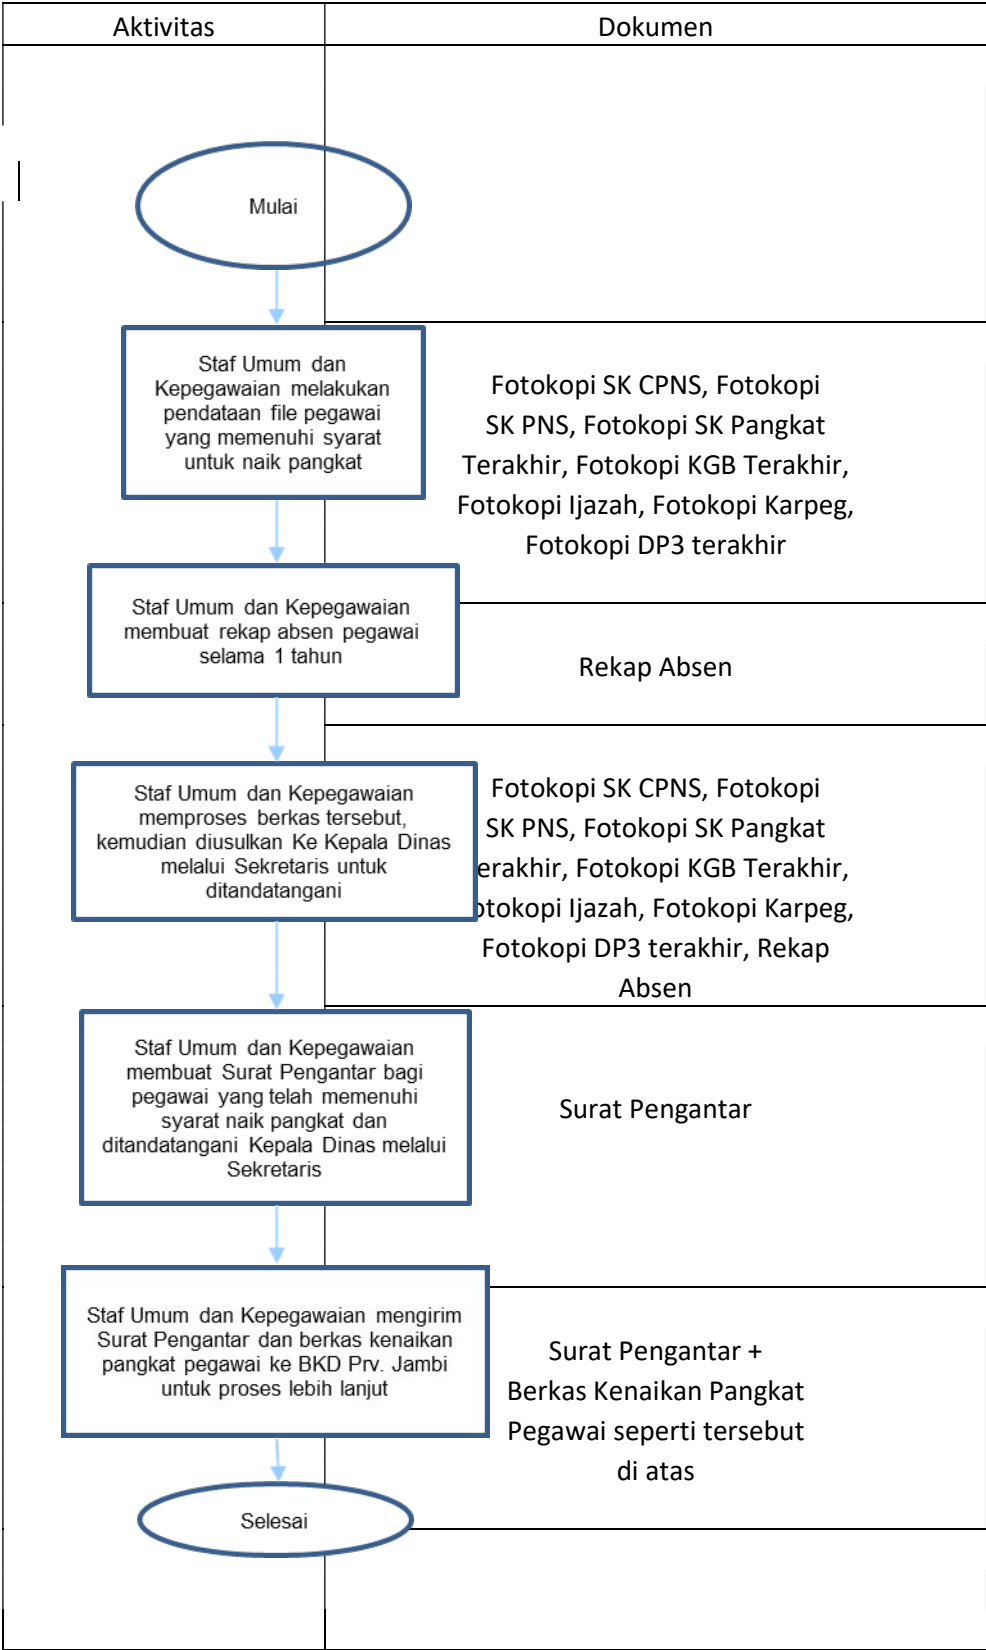 Aktivitas
Dokumen
Mulai
Staf Umum dan
Kepegawaian melakukan
pendataan file pegawai
yang memenuhi syarat
untuk naik pangkat
Fotokopi SK CPNS, Fotokopi
SK PNS, Fotokopi SK Pangkat
Terakhir, Fotokopi KGB Terakhir,
Fotokopi Ijazah, Fotokopi Karpeg,
Fotokopi DP3 terakhir
Staf Umum dan Kepegawaian
membuat rekap absen pegawai
selama 1 tahun
Rekap Absen
Staf Umum dan Kepegawaian
memproses berkas tersebut,
kemudian diusulkan Ke Kepala Dinas
melalui Sekretaris untuk
ditandatangani
Fotokopi SK CPNS, Fotokopi
SK PNS, Fotokopi SK Pangkat
erakhir, Fotokopi KGB Terakhir,
otokopi Ijazah, Fotokopi Karpeg,
Fotokopi DP3 terakhir, Rekap
Absen
Staf Umum dan Kepegawaian
membuat Surat Pengantar bagi
pegawai yang telah memenuhi
syarat naik pangkat dan
ditandatangani Kepala Dinas melalui
Sekretaris
Surat Pengantar
Staf Umum dan Kepegawaian mengirim
Surat Pengantar dan berkas kenaikan
pangkat pegawai ke BKD Prv. Jambi
untuk proses lebih lanjut
Surat Pengantar +
Berkas Kenaikan Pangkat
Pegawai seperti tersebut
di atas
Selesai